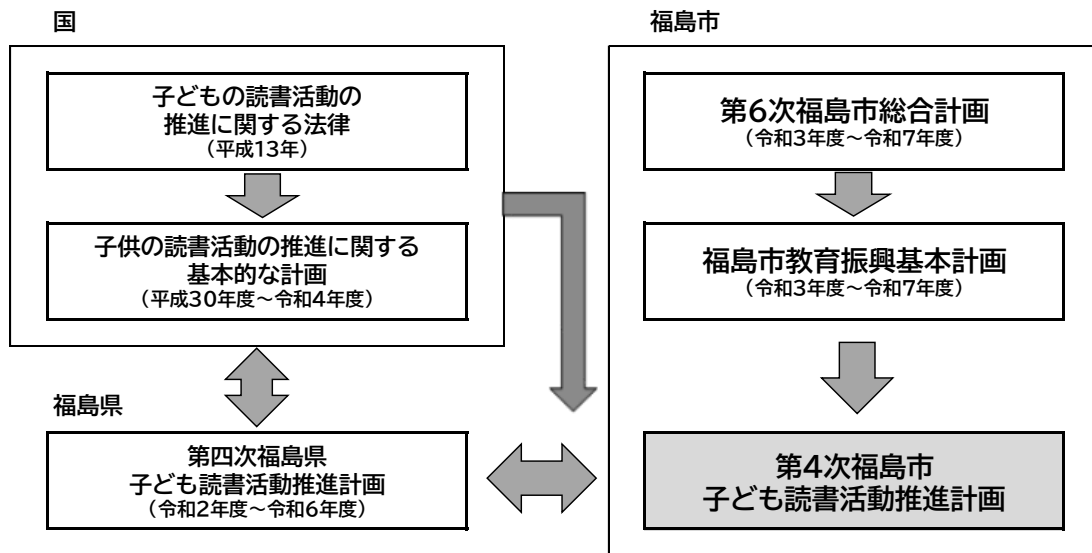 国
子どもの読書活動の
推進に関する法律
（平成13年）
子供の読書活動の推進に関する
基本的な計画
（平成30年度～令和4年度）
福島県
第四次福島県
子ども読書活動推進計画
（令和2年度～令和6年度）
福島市
第6次福島市総合計画
（令和3年度～令和7年度）
福島市教育振興基本計画
（令和3年度～令和7年度）
第4次福島市
子ども読書活動推進計画